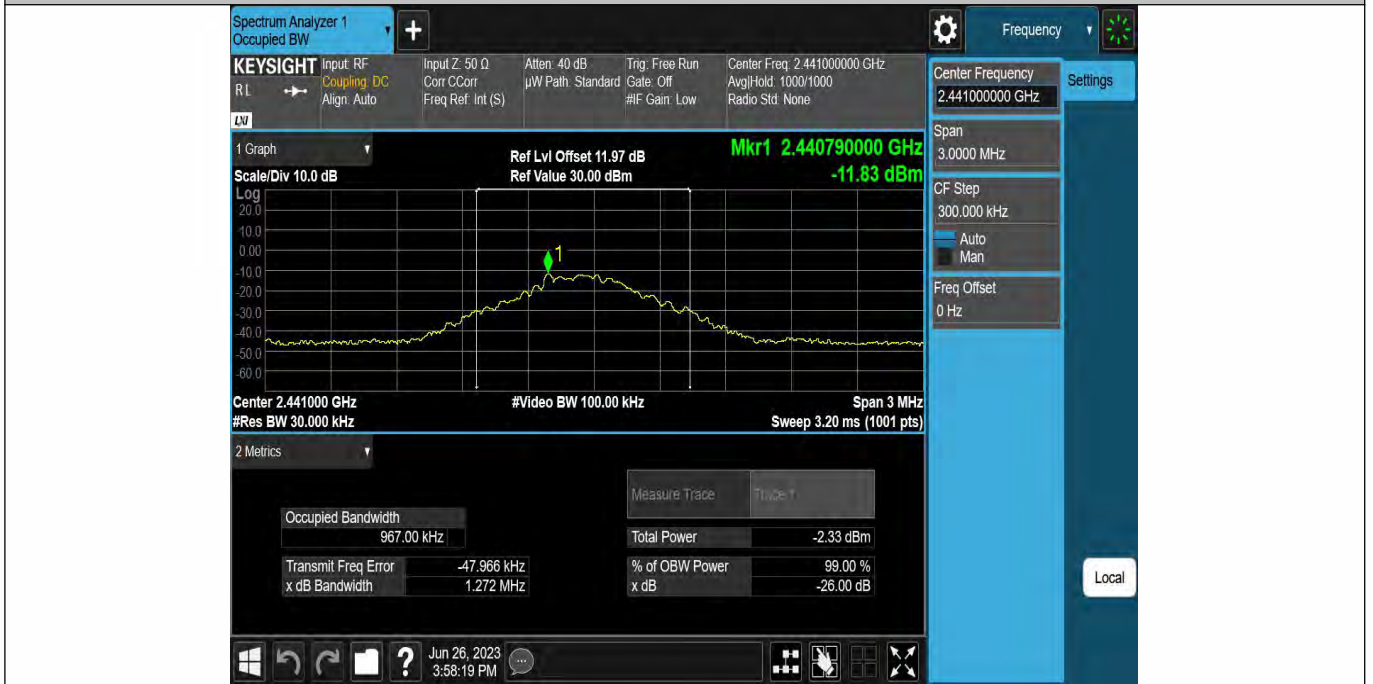 Spectrum Analyzer 1
Occupied BW
+
Frequency
KEYSIGHT
R L
LXI
Input: RF
Coupling: DC
Align: Auto
Input Z: 50 Ω
Corr CCorr
Freq Ref: Int (S)
Atten: 40 dB
µW Path: Standard
Trig: Free Run
Gate: Off
#IF Gain: Low
Center Freq: 2.441000000 GHz
Avg|Hold: 1000/1000
Radio Std: None
Center Frequency
2.441000000 GHz
Settings
Span
3.0000 MHz
CF Step
300.000 kHz
Auto
Man
Freq Offset
0 Hz
Local
1 Graph
Scale/Div 10.0 dB
Ref Lvl Offset 11.97 dB
Ref Value 30.00 dBm
Mkr1 2.440790000 GHz
-11.83 dBm
Log
20.0
10.0
0.00
-10.0
-20.0
-30.0
-40.0
-50.0
-60.0
1
Center 2.441000 GHz
#Res BW 30.000 kHz
#Video BW 100.00 kHz
Span 3 MHz
Sweep 3.20 ms (1001 pts)
2 Metrics
Measure Trace
Trace 1
Occupied Bandwidth
967.00 kHz
Total Power -2.33 dBm
Transmit Freq Error -47.966 kHz
% of OBW Power 99.00 %
x dB Bandwidth 1.272 MHz
x dB -26.00 dB
?
Jun 26, 2023
3:58:19 PM